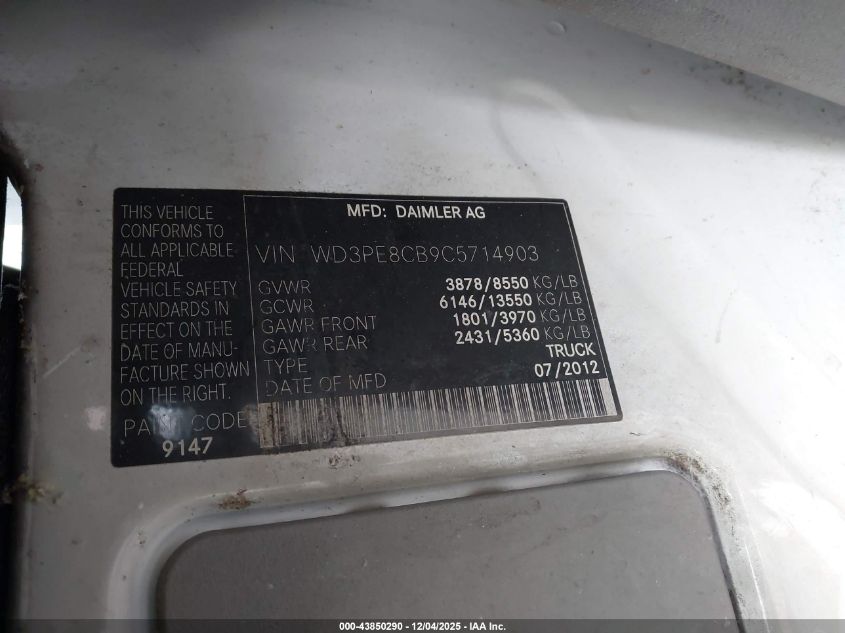 MFD: DAIMLER AG
THIS VEHICLE
CONFORMS TO
ALL APPLICABLE
FEDERAL
VEHICLE SAFETY
STANDARDS IN
EFFECT ON THE
DATE OF MANU-
FACTURE SHOWN
ON THE RIGHT.
PAINT CODE
9147
VIN WD3PE8CB9C5714903
GVWR 3878/8550 KG/LB
GCWR 6146/13550 KG/LB
GAWR FRONT 1801/3970 KG/LB
GAWR REAR 2431/5360 KG/LB
TYPE TRUCK
DATE OF MFD 07/2012
000-43850290 - 12/04/2025 - IAA Inc.